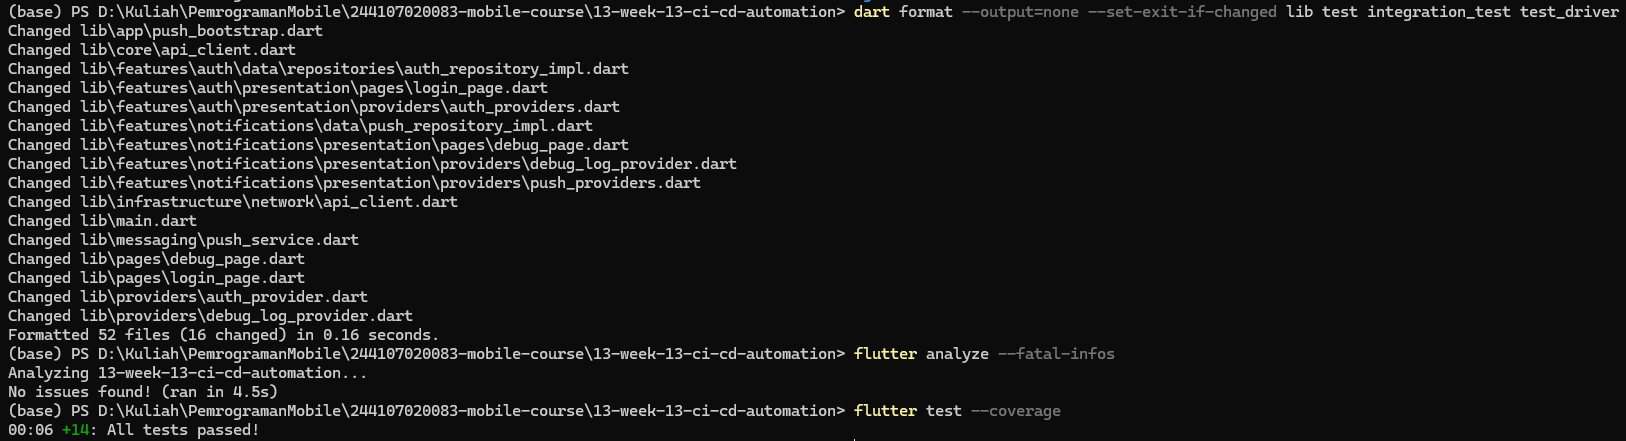 (base) PS D:\Kuliah\PemrogramanMobile\244107020083-mobile-course\13-week-13-ci-cd-automation> dart format --output=none --set-exit-if-changed lib test integration_test test_driver
Changed lib\app\push_bootstrap.dart
Changed lib\core\api_client.dart
Changed lib\features\auth\data\repositories\auth_repository_impl.dart
Changed lib\features\auth\presentation\pages\login_page.dart
Changed lib\features\auth\presentation\providers\auth_providers.dart
Changed lib\features\notifications\data\push_repository_impl.dart
Changed lib\features\notifications\presentation\pages\debug_page.dart
Changed lib\features\notifications\presentation\providers\debug_log_provider.dart
Changed lib\features\notifications\presentation\providers\push_providers.dart
Changed lib\infrastructure\network\api_client.dart
Changed lib\main.dart
Changed lib\messaging\push_service.dart
Changed lib\pages\debug_page.dart
Changed lib\pages\login_page.dart
Changed lib\providers\auth_provider.dart
Changed lib\providers\debug_log_provider.dart
Formatted 52 files (16 changed) in 0.16 seconds.
(base) PS D:\Kuliah\PemrogramanMobile\244107020083-mobile-course\13-week-13-ci-cd-automation> flutter analyze --fatal-infos
Analyzing 13-week-13-ci-cd-automation...
No issues found! (ran in 4.5s)
(base) PS D:\Kuliah\PemrogramanMobile\244107020083-mobile-course\13-week-13-ci-cd-automation> flutter test --coverage
00:06 +14: All tests passed!